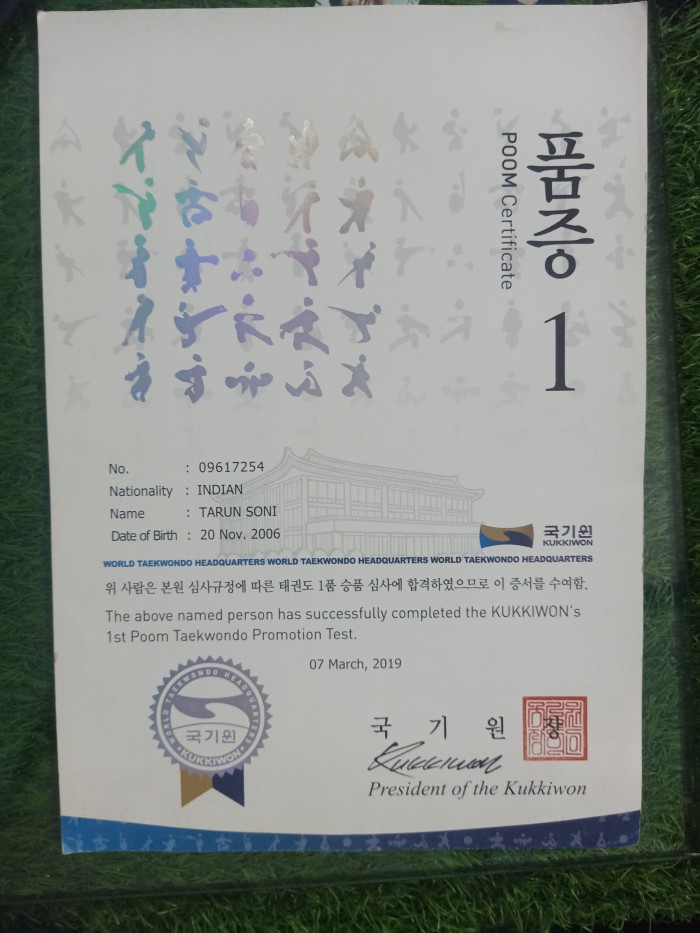 품증
POOM Certificate
1
No. : 09617254
Nationality : INDIAN
Name : TARUN SONI
Date of Birth : 20 Nov. 2006
국기원
KUKKIWON
WORLD TAEKWONDO HEADQUARTERS WORLD TAEKWONDO HEADQUARTERS WORLD TAEKWONDO HEADQUARTERS
위 사람은 본원 심사규정에 따른 태권도 1품 승품 심사에 합격하였으므로 이 증서를 수여함.
The above named person has successfully completed the KUKKIWON's
1st Poom Taekwondo Promotion Test.
07 March, 2019
WORLD TAEKWONDO HEADQUARTERS
국기원
KUKKIWON
국 기 원 장
Kukkiwon
President of the Kukkiwon